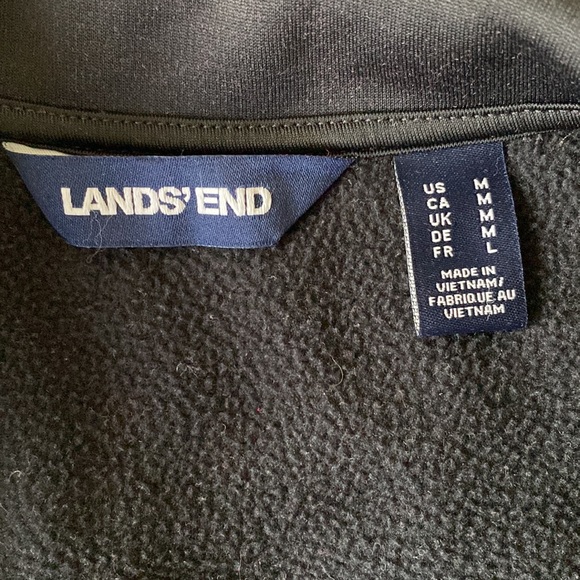 LANDS' END
US M
CA M
UK M
DE M
FR L
MADE IN
VIETNAM/
FABRIQUE AU
VIETNAM